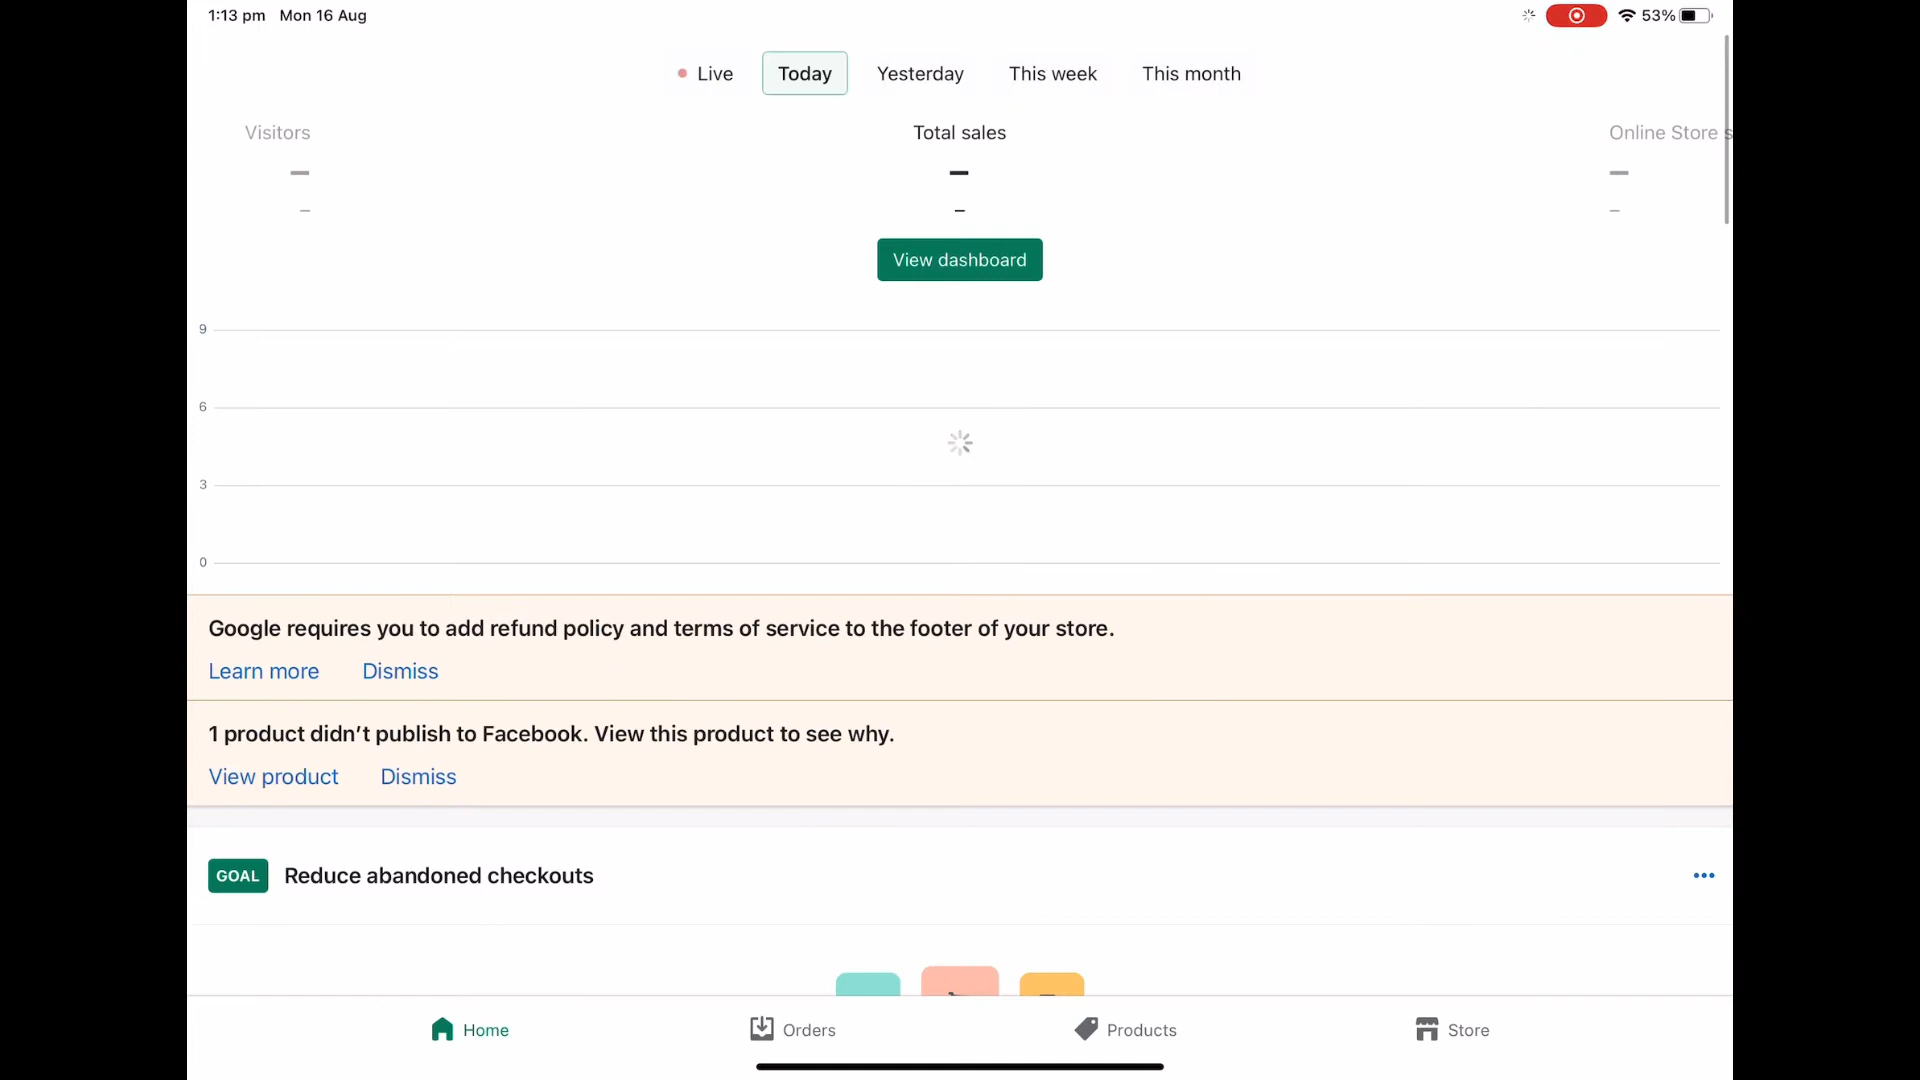 1:13 pm Mon 16 Aug
53%
Live Today Yesterday This week This month
Visitors Total sales Online Store s
View dashboard
9
6
3
0
Google requires you to add refund policy and terms of service to the footer of your store.
Learn more Dismiss
1 product didn’t publish to Facebook. View this product to see why.
View product Dismiss
GOAL Reduce abandoned checkouts
Home Orders Products Store